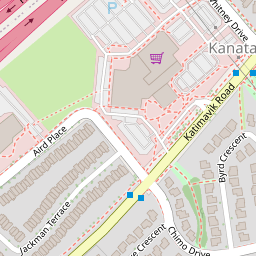 P
Whitney Drive
Kanata
Katimavik Road
Aird Place
Byrd Crescent
Jackman Terrace
Crescent
Chimo Drive